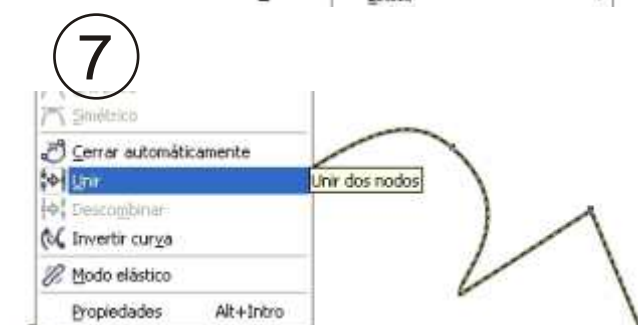 7
Simétrico
Cerrar automáticamente
Unir
Unir dos nodos
Descombinar
Invertir curva
Modo elástico
Propiedades Alt+Intro